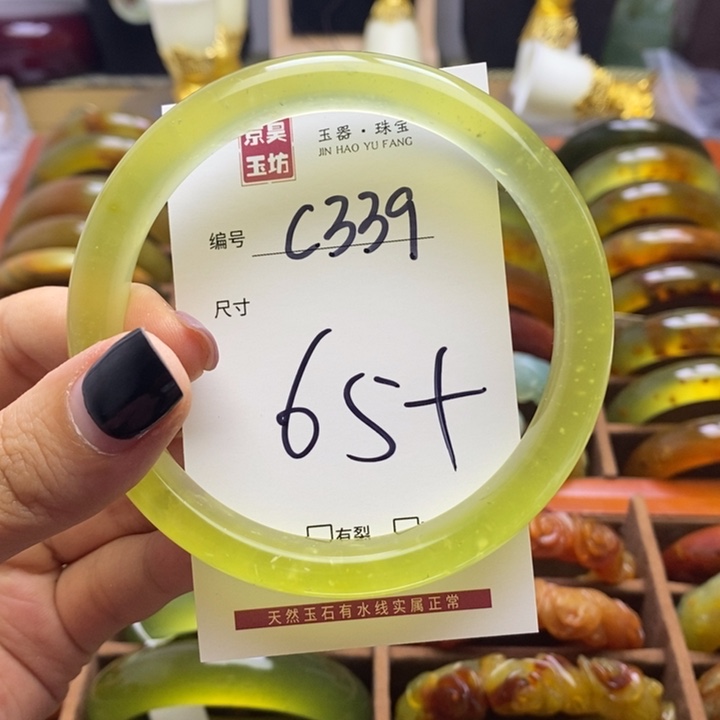 京昊
玉坊
玉器·珠宝
JIN HAO YU FANG
编号 C339
尺寸
65+
□有裂
天然玉石有水线实属正常